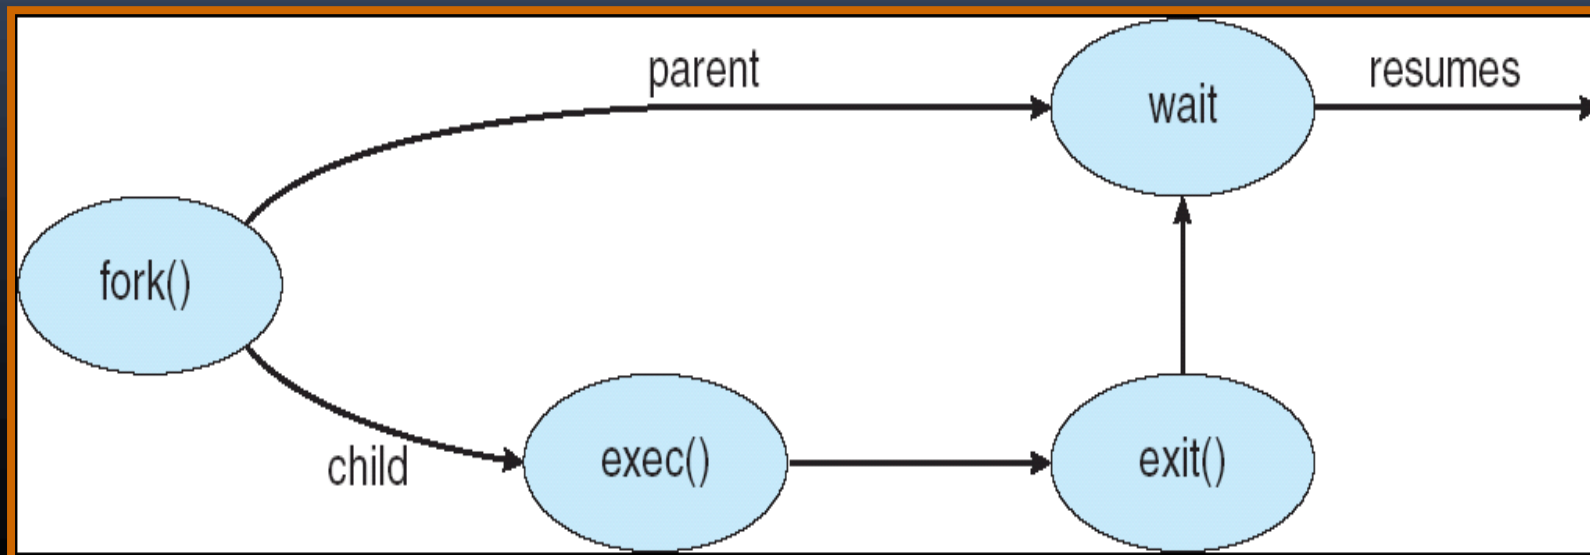 parent
resumes
wait
fork()
child
exec()
exit()